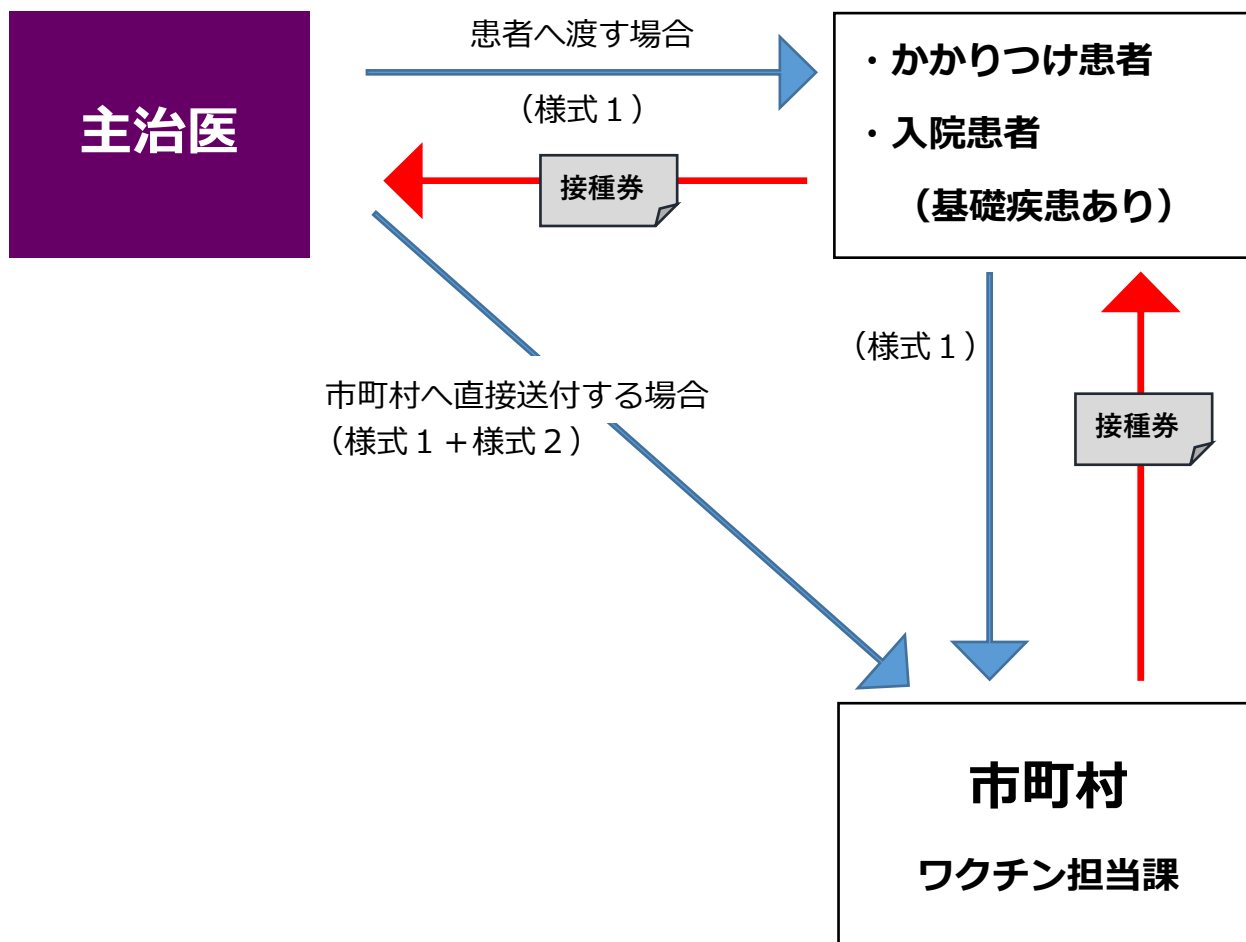 主治医
患者へ渡す場合
（様式１）
接種券
・かかりつけ患者
・入院患者
（基礎疾患あり）
（様式１）
接種券
市町村へ直接送付する場合
（様式１＋様式２）
市町村
ワクチン担当課